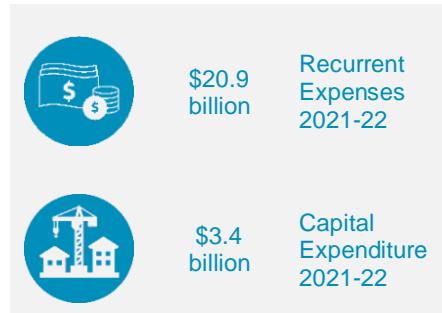 $20.9
billion
Recurrent
Expenses
2021-22
$3.4
billion
Capital
Expenditure
2021-22